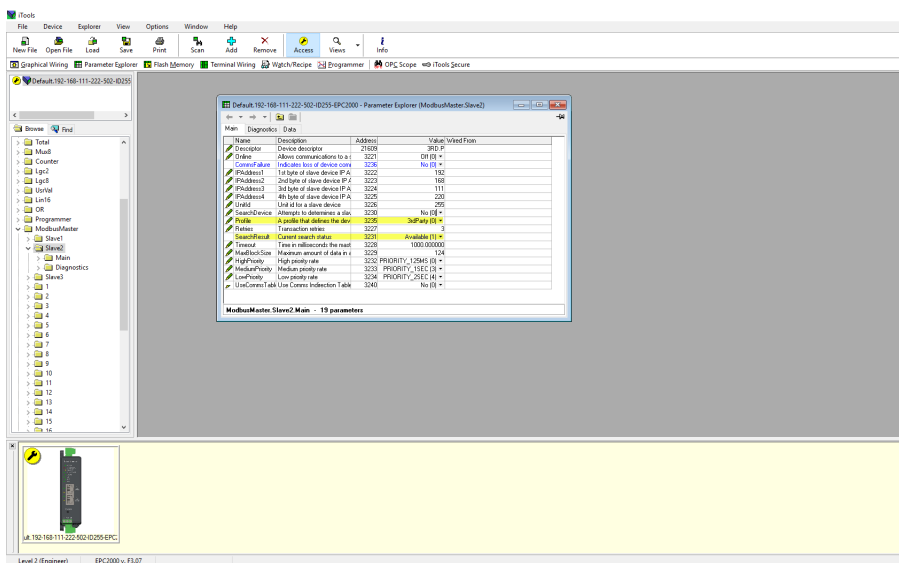 iTools
File Device Explorer View Options Window Help
New File Open File Load Save Print Scan Add Remove Access Views Info
Graphical Wiring Parameter Explorer Flash Memory Terminal Wiring Watch/Recipe Programmer OPC Scope iTools Secure
Default.192-168-111-222-502-ID255
Browse Find
Total
Mux8
Counter
Lgc2
Lgc8
UsrVal
Lin16
OR
Programmer
ModbusMaster
Slave1
Slave2
Main
Diagnostics
Slave3
1
2
3
4
5
6
7
8
9
10
11
12
13
14
15
16
Default.192-168-111-222-502-ID255-EPC2000 - Parameter Explorer (ModbusMaster.Slave2)
Main Diagnostics Data
Name Description Address Value Wired From
Descriptor Device descriptor 21609 3RD.P
Online Allows communications to a s 3221 Off (0)
CommsFailure Indicates loss of device com 3236 No (0)
IPAddress1 1st byte of slave device IP A 3222 192
IPAddress2 2nd byte of slave device IP A 3223 168
IPAddress3 3rd byte of slave device IP A 3224 111
IPAddress4 4th byte of slave device IP A 3225 220
UnitId Unit id for a slave device 3226 255
SearchDevice Attempts to determines a slav 3230 No (0)
Profile A profile that defines the dev 3235 3rdParty (0)
Retries Transaction retries 3227 3
SearchResult Current search status 3231 Available (1)
Timeout Time in milliseconds the mast 3228 1000.000000
MaxBlockSize Maximum amount of data in a 3229 124
HighPriority High priority rate 3232 PRIORITY_125MS (0)
MediumPriority Medium priority rate 3233 PRIORITY_1SEC (3)
LowPriority Low priority rate 3234 PRIORITY_2SEC (4)
UseCommsTabl Use Comms Indirection Table 3240 No (0)
ModbusMaster.Slave2.Main - 19 parameters
ult.192-168-111-222-502-ID255-EPC
Level 2 (Engineer) EPC2000 v. F3.07